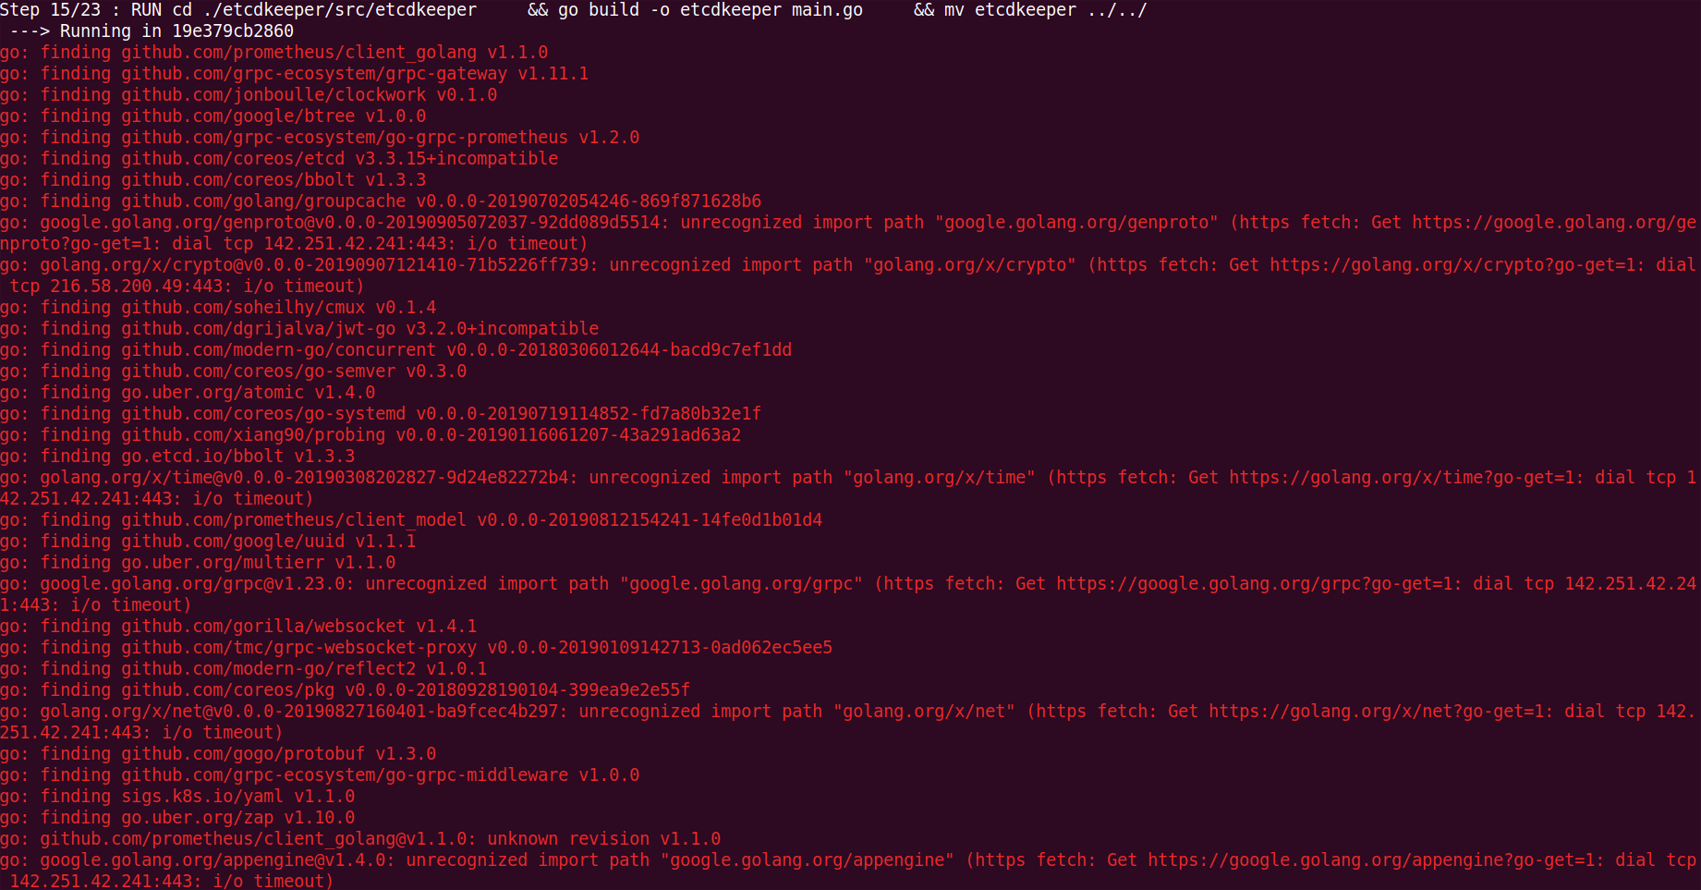 Step 15/23 : RUN cd ./etcdkeeper/src/etcdkeeper     && go build -o etcdkeeper main.go     && mv etcdkeeper ../../
 ---> Running in 19e379cb2860
go: finding github.com/prometheus/client_golang v1.1.0
go: finding github.com/grpc-ecosystem/grpc-gateway v1.11.1
go: finding github.com/jonboulle/clockwork v0.1.0
go: finding github.com/google/btree v1.0.0
go: finding github.com/grpc-ecosystem/go-grpc-prometheus v1.2.0
go: finding github.com/coreos/etcd v3.3.15+incompatible
go: finding github.com/coreos/bbolt v1.3.3
go: finding github.com/golang/groupcache v0.0.0-20190702054246-869f871628b6
go: google.golang.org/genproto@v0.0.0-20190905072037-92dd089d5514: unrecognized import path "google.golang.org/genproto" (https fetch: Get https://google.golang.org/ge
nproto?go-get=1: dial tcp 142.251.42.241:443: i/o timeout)
go: golang.org/x/crypto@v0.0.0-20190907121410-71b5226ff739: unrecognized import path "golang.org/x/crypto" (https fetch: Get https://golang.org/x/crypto?go-get=1: dial
 tcp 216.58.200.49:443: i/o timeout)
go: finding github.com/soheilhy/cmux v0.1.4
go: finding github.com/dgrijalva/jwt-go v3.2.0+incompatible
go: finding github.com/modern-go/concurrent v0.0.0-20180306012644-bacd9c7ef1dd
go: finding github.com/coreos/go-semver v0.3.0
go: finding go.uber.org/atomic v1.4.0
go: finding github.com/coreos/go-systemd v0.0.0-20190719114852-fd7a80b32e1f
go: finding github.com/xiang90/probing v0.0.0-20190116061207-43a291ad63a2
go: finding go.etcd.io/bbolt v1.3.3
go: golang.org/x/time@v0.0.0-20190308202827-9d24e82272b4: unrecognized import path "golang.org/x/time" (https fetch: Get https://golang.org/x/time?go-get=1: dial tcp 1
42.251.42.241:443: i/o timeout)
go: finding github.com/prometheus/client_model v0.0.0-20190812154241-14fe0d1b01d4
go: finding github.com/google/uuid v1.1.1
go: finding go.uber.org/multierr v1.1.0
go: google.golang.org/grpc@v1.23.0: unrecognized import path "google.golang.org/grpc" (https fetch: Get https://google.golang.org/grpc?go-get=1: dial tcp 142.251.42.24
1:443: i/o timeout)
go: finding github.com/gorilla/websocket v1.4.1
go: finding github.com/tmc/grpc-websocket-proxy v0.0.0-20190109142713-0ad062ec5ee5
go: finding github.com/modern-go/reflect2 v1.0.1
go: finding github.com/coreos/pkg v0.0.0-20180928190104-399ea9e2e55f
go: golang.org/x/net@v0.0.0-20190827160401-ba9fcec4b297: unrecognized import path "golang.org/x/net" (https fetch: Get https://golang.org/x/net?go-get=1: dial tcp 142.
251.42.241:443: i/o timeout)
go: finding github.com/gogo/protobuf v1.3.0
go: finding github.com/grpc-ecosystem/go-grpc-middleware v1.0.0
go: finding sigs.k8s.io/yaml v1.1.0
go: finding go.uber.org/zap v1.10.0
go: github.com/prometheus/client_golang@v1.1.0: unknown revision v1.1.0
go: google.golang.org/appengine@v1.4.0: unrecognized import path "google.golang.org/appengine" (https fetch: Get https://google.golang.org/appengine?go-get=1: dial tcp
 142.251.42.241:443: i/o timeout)